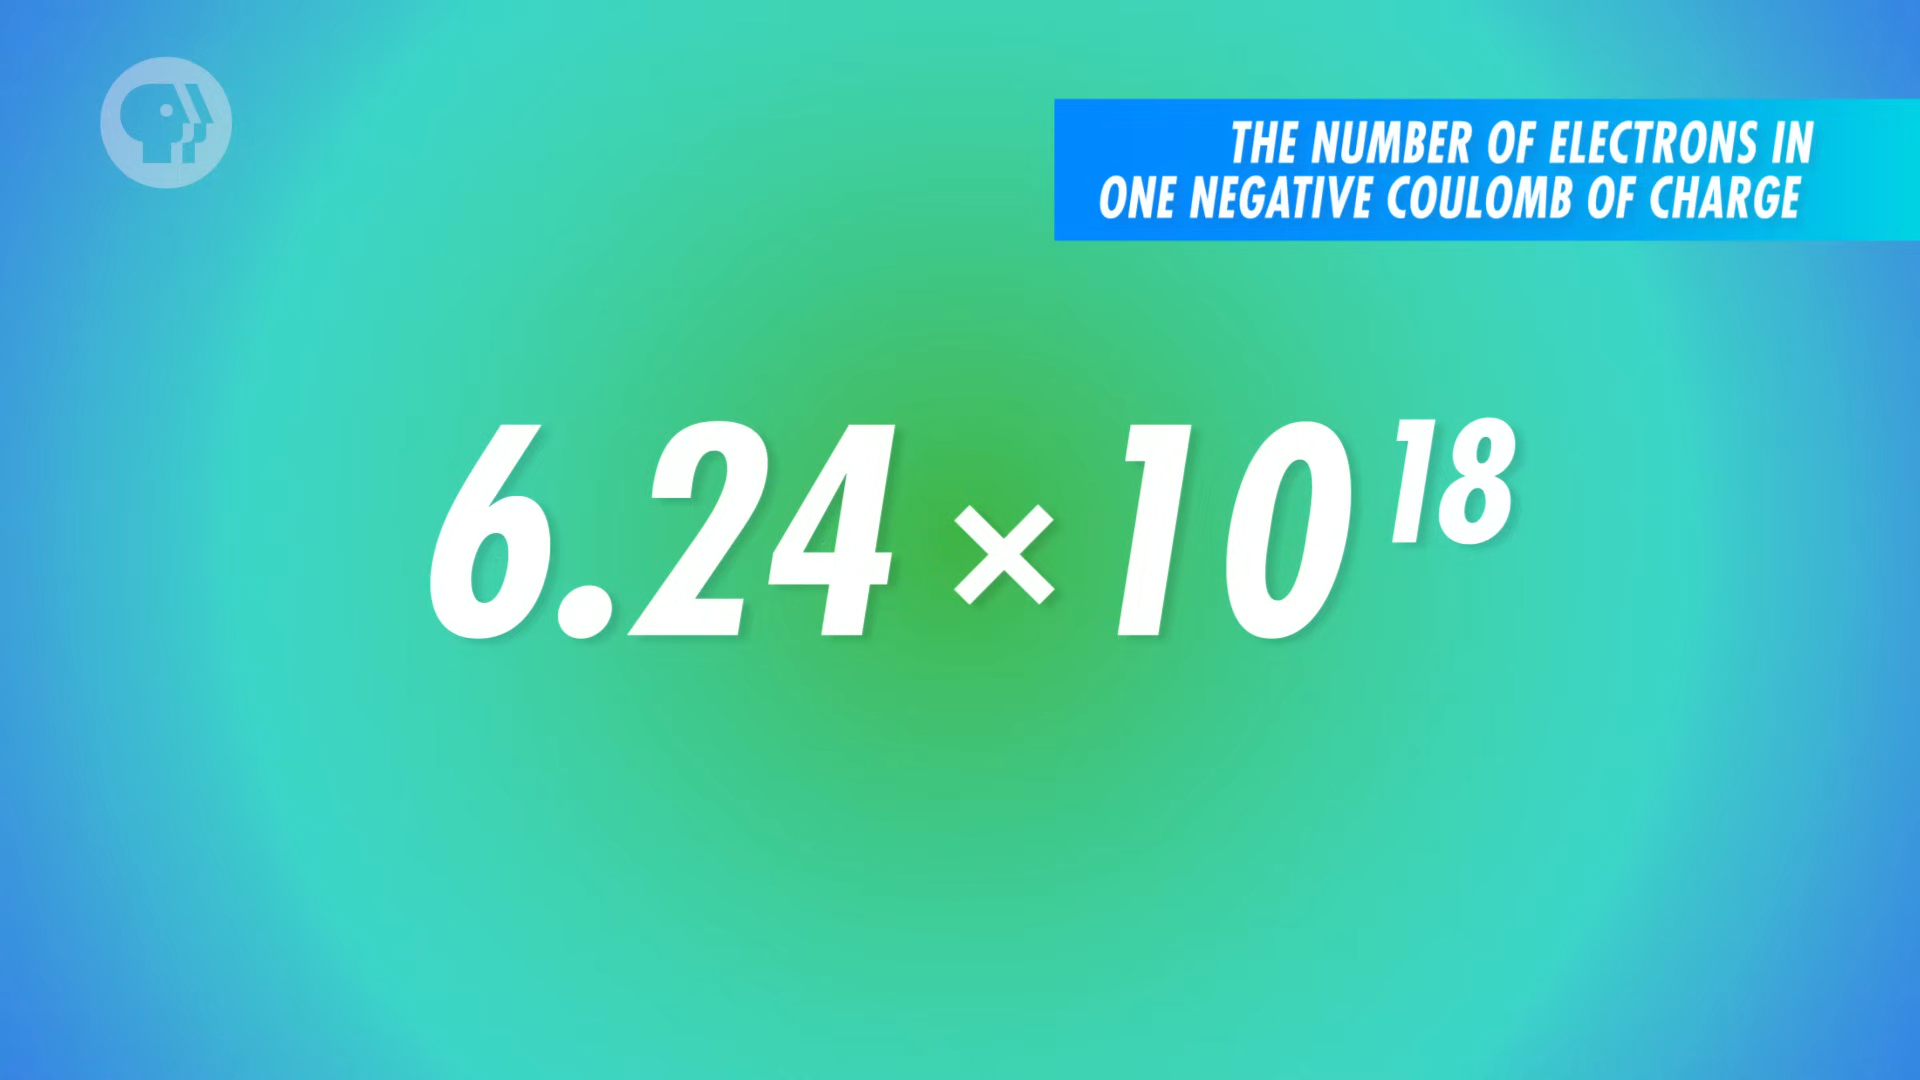 THE NUMBER OF ELECTRONS IN
ONE NEGATIVE COULOMB OF CHARGE
6.24 × 10¹⁸